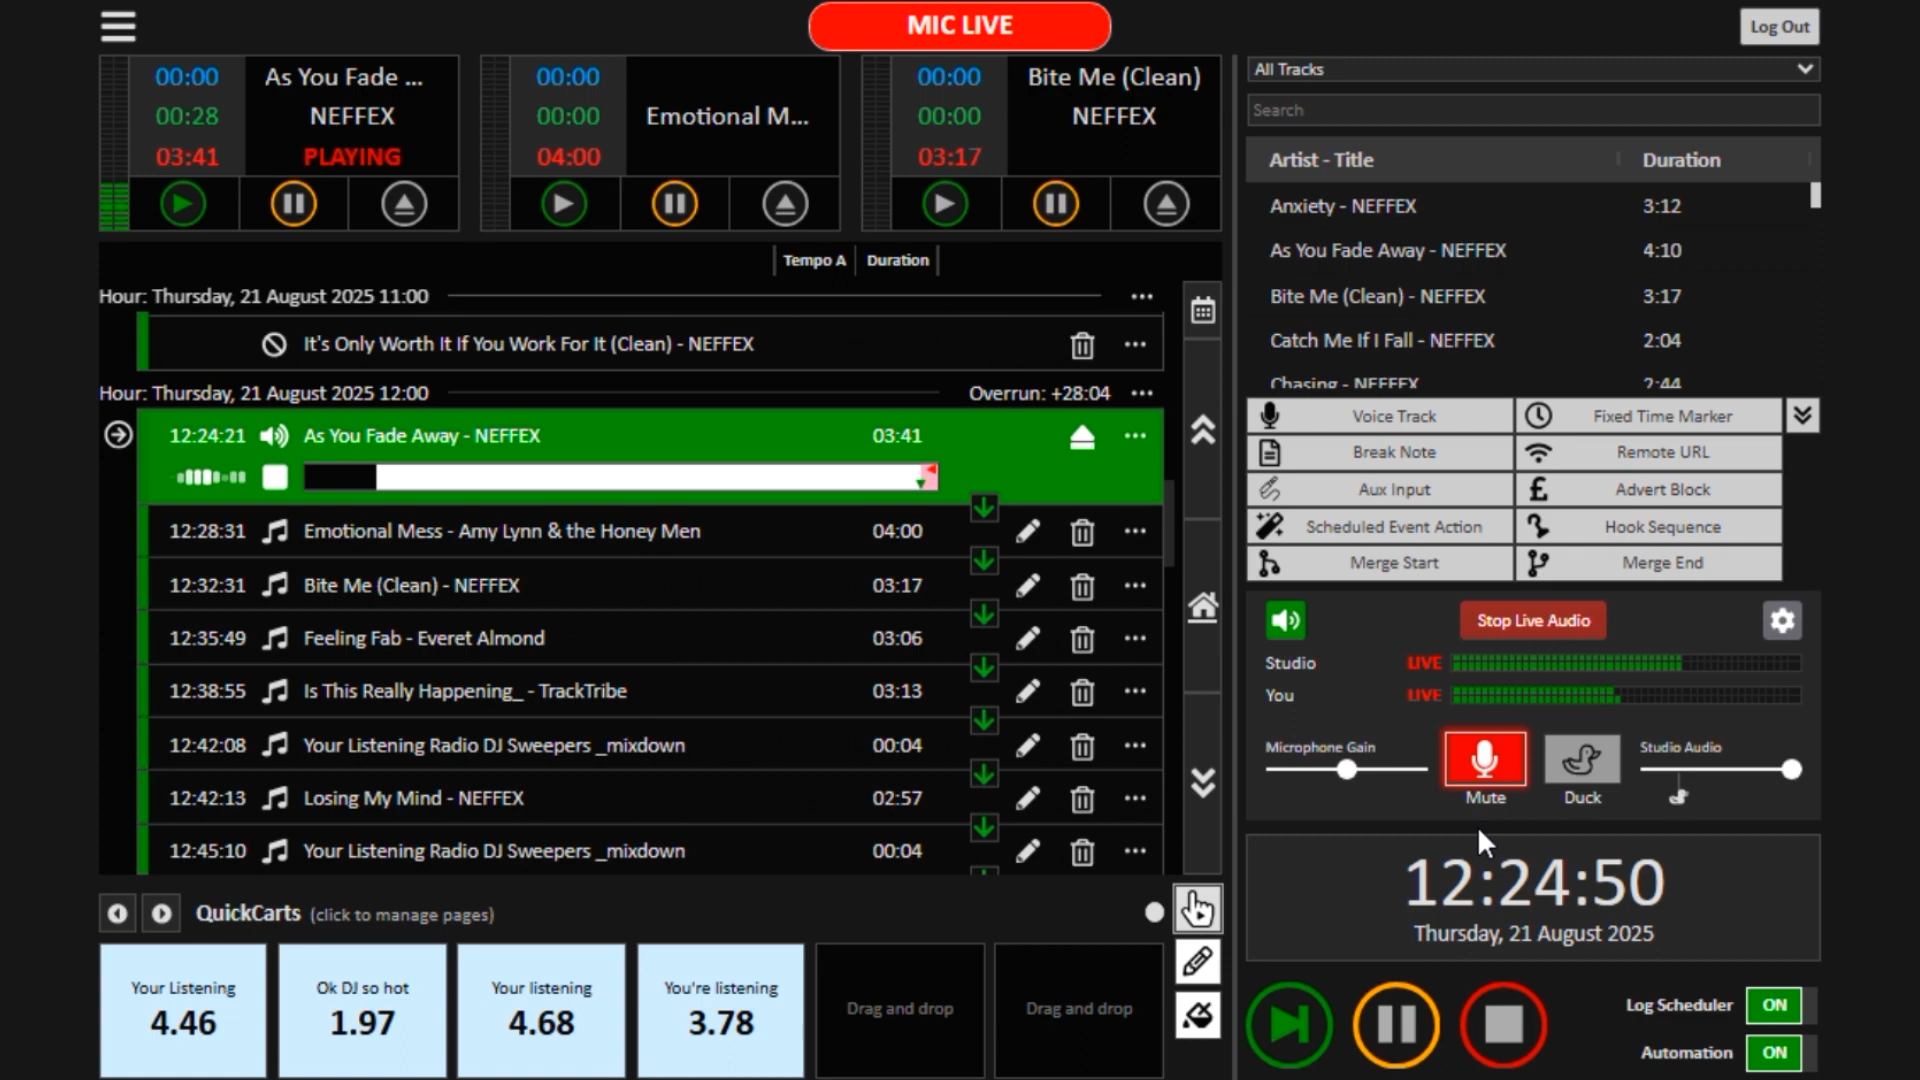 MIC LIVE
Log Out
00:00 As You Fade ...
00:28 NEFFEX
03:41 PLAYING
00:00
00:00 Emotional M...
04:00
00:00 Bite Me (Clean)
00:00 NEFFEX
03:17
All Tracks
Search
Artist - Title Duration
Anxiety - NEFFEX 3:12
As You Fade Away - NEFFEX 4:10
Bite Me (Clean) - NEFFEX 3:17
Catch Me If I Fall - NEFFEX 2:04
Chasing - NEFFEX 2:44
Tempo A Duration
Hour: Thursday, 21 August 2025 11:00
It's Only Worth It If You Work For It (Clean) - NEFFEX
Hour: Thursday, 21 August 2025 12:00 Overrun: +28:04
12:24:21 As You Fade Away - NEFFEX 03:41
12:28:31 Emotional Mess - Amy Lynn & the Honey Men 04:00
12:32:31 Bite Me (Clean) - NEFFEX 03:17
12:35:49 Feeling Fab - Everet Almond 03:06
12:38:55 Is This Really Happening_ - TrackTribe 03:13
12:42:08 Your Listening Radio DJ Sweepers _mixdown 00:04
12:42:13 Losing My Mind - NEFFEX 02:57
12:45:10 Your Listening Radio DJ Sweepers _mixdown 00:04
Voice Track Fixed Time Marker
Break Note Remote URL
Aux Input £ Advert Block
Scheduled Event Action Hook Sequence
Merge Start Merge End
Stop Live Audio
Studio LIVE
You LIVE
Microphone Gain Studio Audio
Mute Duck
12:24:50
Thursday, 21 August 2025
QuickCarts (click to manage pages)
Your Listening
4.46
Ok DJ so hot
1.97
Your listening
4.68
You're listening
3.78
Drag and drop
Drag and drop
Log Scheduler ON
Automation ON